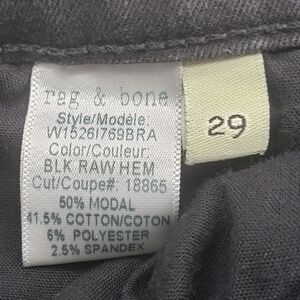 rag & bone
Style/Modèle:
W1526I769BRA
Color/Couleur:
BLK RAW HEM
Cut/Coupe#: 18865
50% MODAL
41.5% COTTON/COTON
6% POLYESTER
2.5% SPANDEX
29